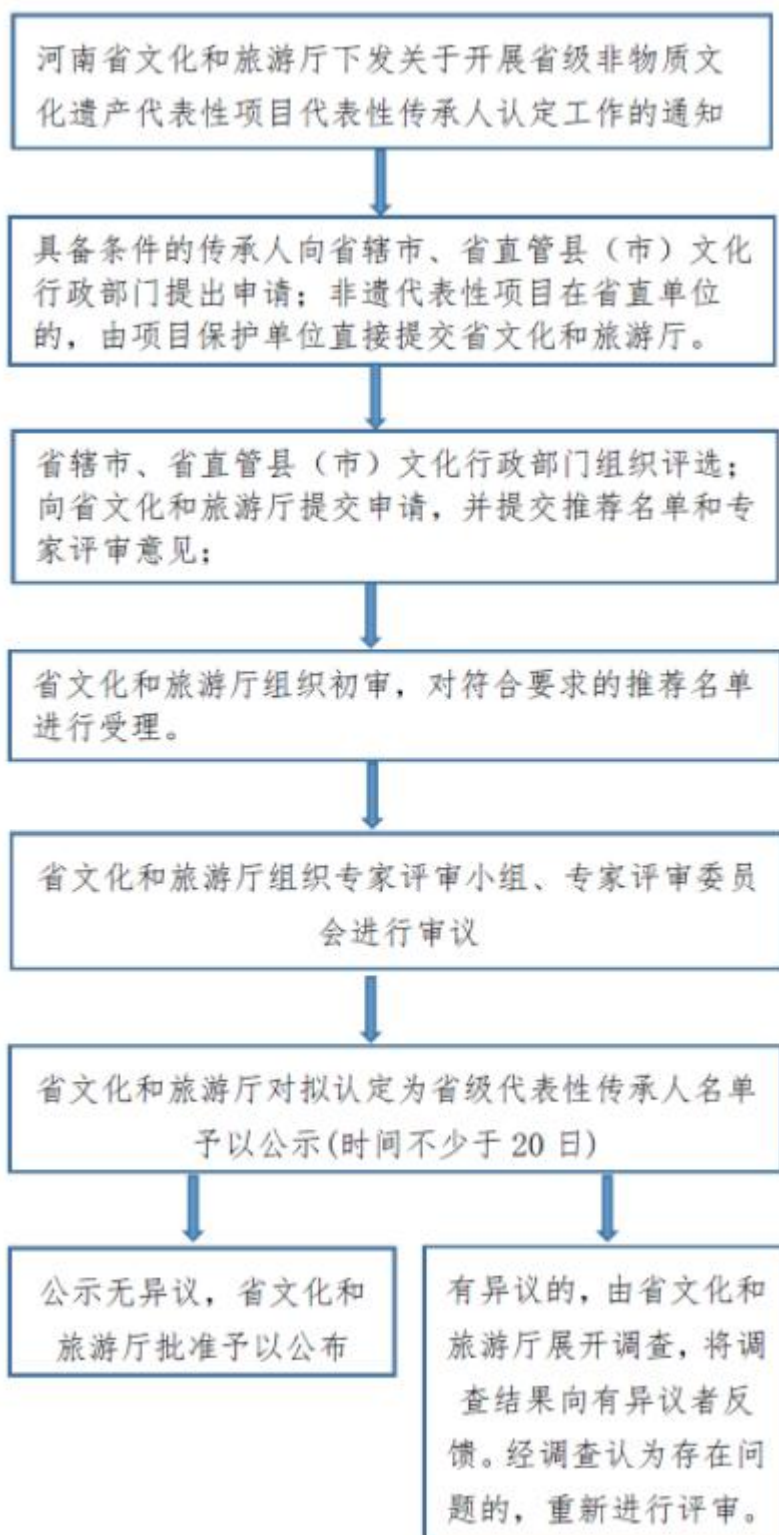 河南省文化和旅游厅下发关于开展省级非物质文
化遗产代表性项目代表性传承人认定工作的通知
具备条件的传承人向省辖市、省直管县（市）文化
行政部门提出申请；非遗代表性项目在省直单位
的，由项目保护单位直接提交省文化和旅游厅。
省辖市、省直管县（市）文化行政部门组织评选；
向省文化和旅游厅提交申请，并提交推荐名单和专
家评审意见；
省文化和旅游厅组织初审，对符合要求的推荐名单
进行受理。
省文化和旅游厅组织专家评审小组、专家评审委员
会进行审议
省文化和旅游厅对拟认定为省级代表性传承人名单
予以公示(时间不少于 20 日)
公示无异议，省文化和
旅游厅批准予以公布
有异议的，由省文化和
旅游厅展开调查，将调
查结果向有异议者反
馈。经调查认为存在问
题的，重新进行评审。